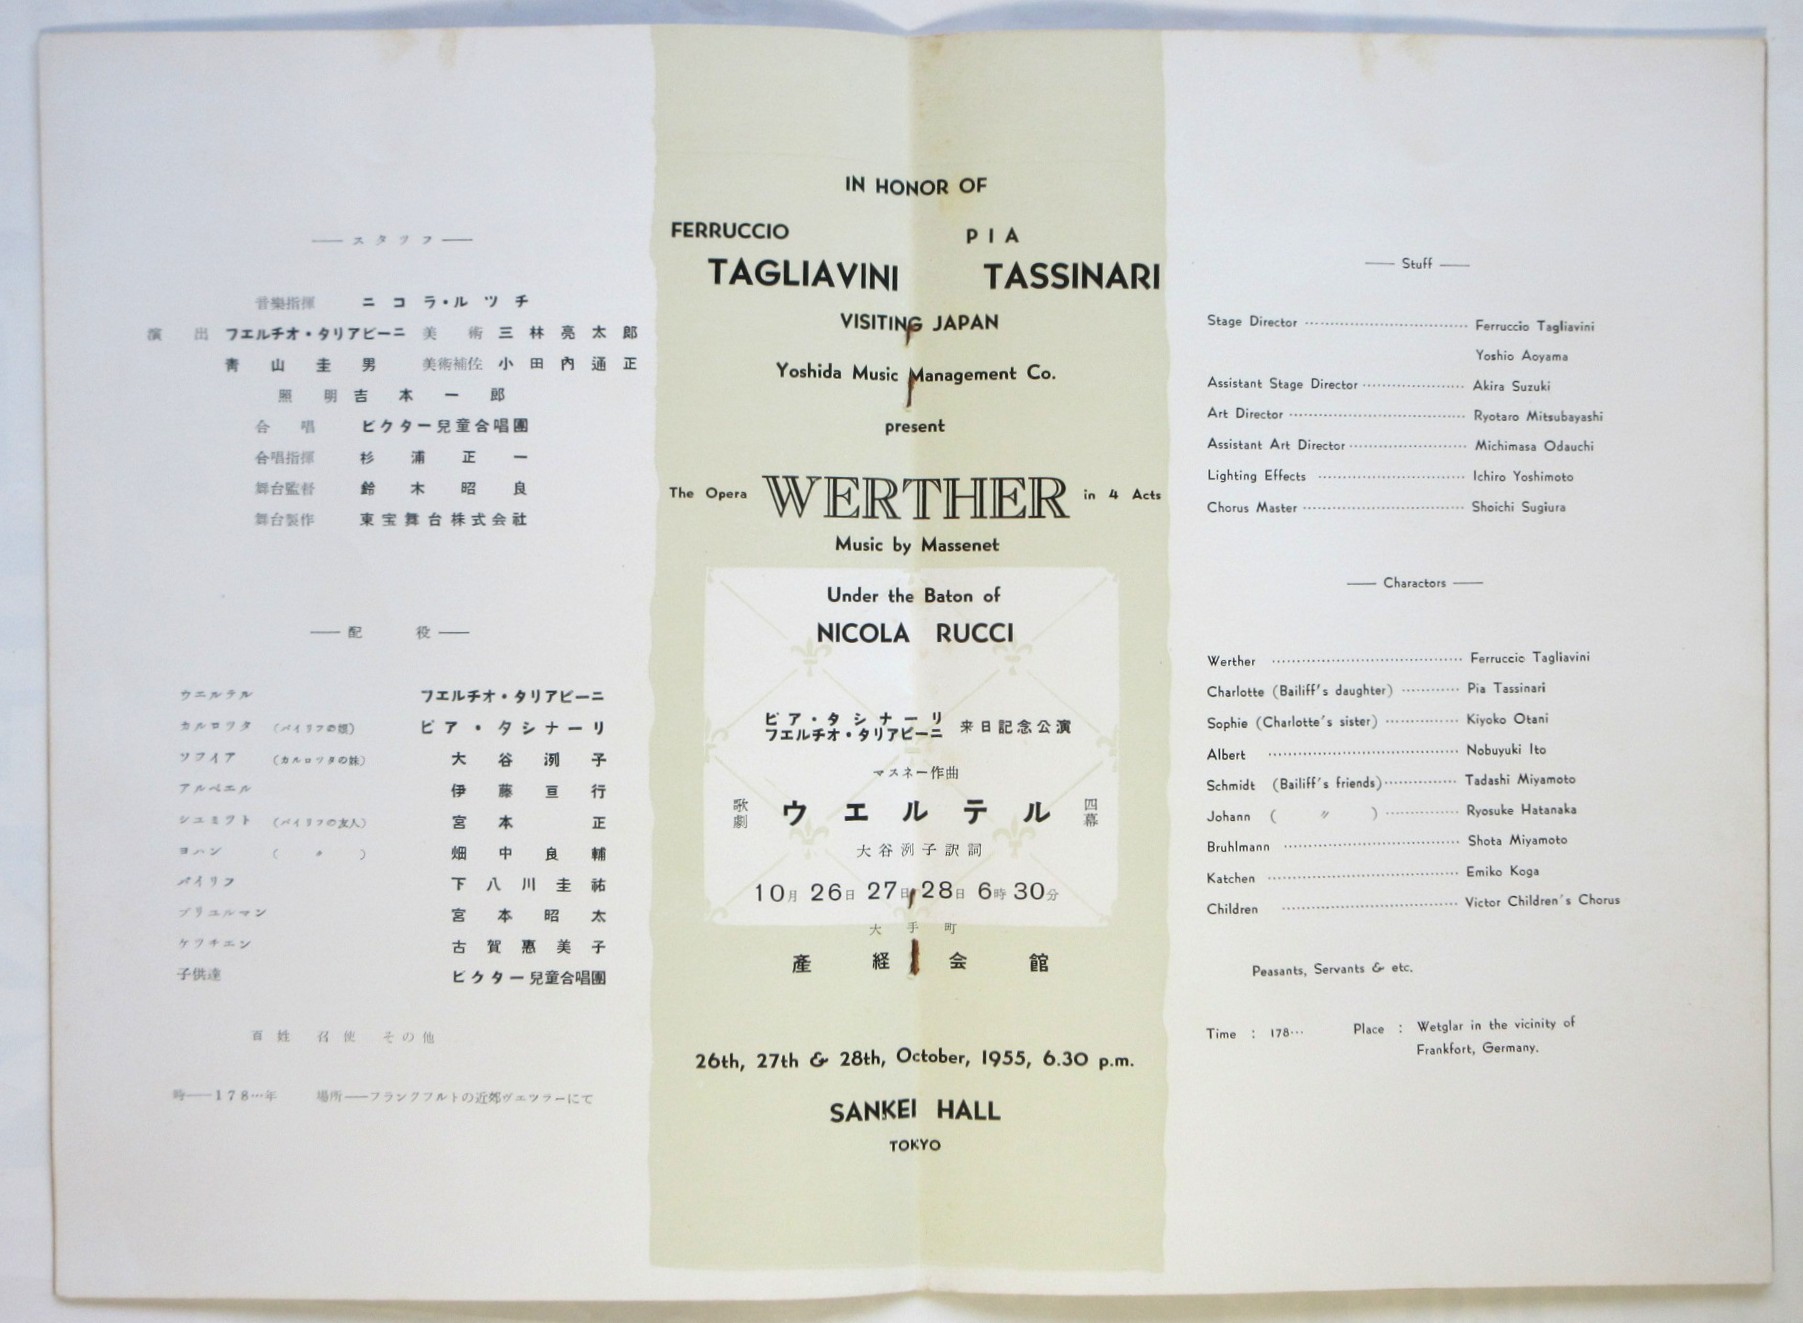 スタッフ
音樂指揮 ニコラ・ルツチ
演出 フエルチオ・タリアビーニ 美術 三林亮太郎
青山圭男 美術補佐 小田内通正
照明 吉本一郎
合唱 ビクター兒童合唱團
合唱指揮 杉浦正一
舞台監督 鈴木昭良
舞台製作 東宝舞台株式会社
配役
ウエルテル フエルチオ・タリアビーニ
カルロツタ (バイリフの娘) ピア・タシナーリ
ソフイア (カルロツタの妹) 大谷洌子
アルベエル 伊藤亘行
シユミツト (バイリフの友人) 宮本正
ヨハン ( 〃 ) 畑中良輔
バイリフ 下八川圭祐
ブリユルマン 宮本昭太
ケツチエン 古賀惠美子
子供達 ビクター兒童合唱團
百姓 召使 その他
時——178…年 場所——フランクフルトの近郊ヴエツラーにて
IN HONOR OF
FERRUCCIO PIA
TAGLIAVINI TASSINARI
VISITING JAPAN
Yoshida Music Management Co.
present
The Opera WERTHER in 4 Acts
Music by Massenet
Under the Baton of
NICOLA RUCCI
ピア・タシナーリ
フエルチオ・タリアビーニ 来日記念公演
マスネー作曲
歌劇 ウエルテル 四幕
大谷洌子訳詞
10月 26日 27日 28日 6時30分
大手町
産経会館
26th, 27th & 28th, October, 1955, 6.30 p.m.
SANKEI HALL
TOKYO
Stuff
Stage Director ........ Ferruccio Tagliavini
Yoshio Aoyama
Assistant Stage Director ........ Akira Suzuki
Art Director ........ Ryotaro Mitsubayashi
Assistant Art Director ........ Michimasa Odauchi
Lighting Effects ........ Ichiro Yoshimoto
Chorus Master ........ Shoichi Sugiura
Charactors
Werther ........ Ferruccio Tagliavini
Charlotte (Bailiff's daughter) ........ Pia Tassinari
Sophie (Charlotte's sister) ........ Kiyoko Otani
Albert ........ Nobuyuki Ito
Schmidt (Bailiff's friends) ........ Tadashi Miyamoto
Johann ( 〃 ) ........ Ryosuke Hatanaka
Bruhlmann ........ Shota Miyamoto
Katchen ........ Emiko Koga
Children ........ Victor Children's Chorus
Peasants, Servants & etc.
Time : 178… Place : Wetglar in the vicinity of
Frankfort, Germany.